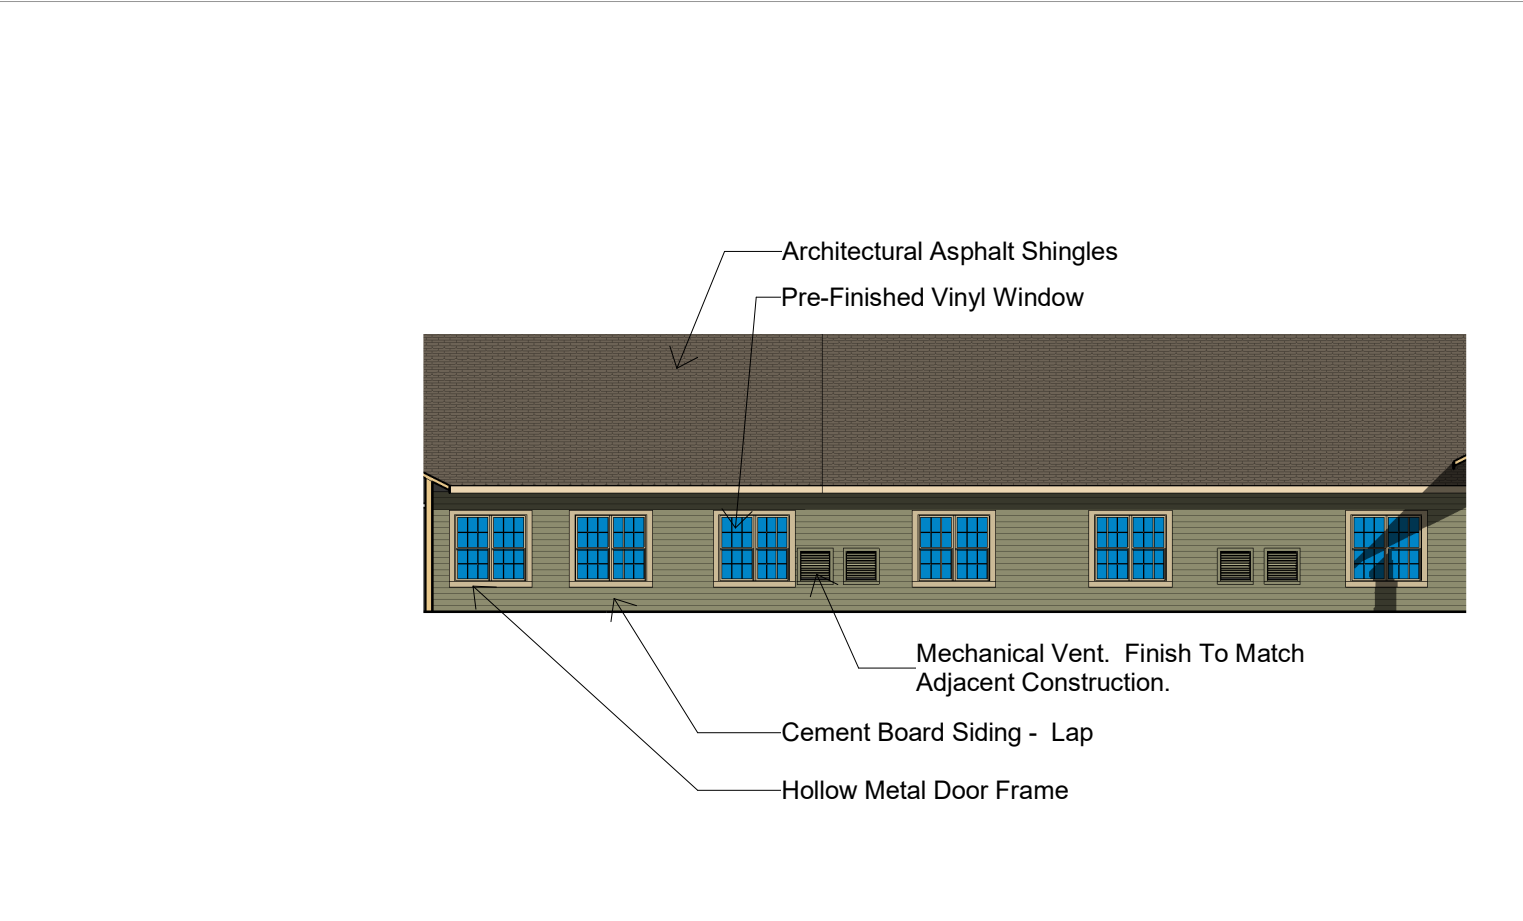 Architectural Asphalt Shingles
Pre-Finished Vinyl Window
Mechanical Vent.  Finish To Match
Adjacent Construction.
Cement Board Siding -  Lap
Hollow Metal Door Frame